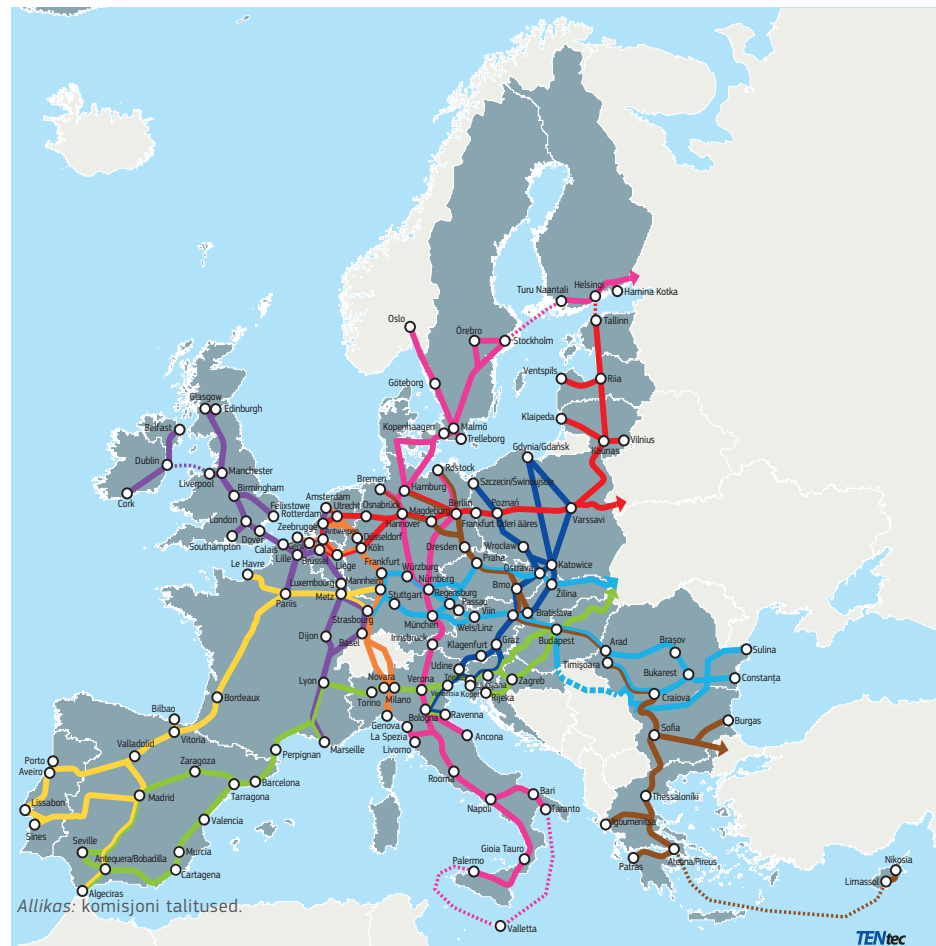 Turu Naantali
Helsingi
Hamina Kotka
Oslo
Örebro
Stockholm
Tallinn
Ventspils
Riia
Göteborg
Glasgow
Edinburgh
Klaipeda
Belfast
Kopenhaagen
Malmö
Trelleborg
Kaunas
Vilnius
Gdynia/Gdańsk
Dublin
Liverpool
Manchester
Rostock
Szczecin/Świnoujście
Birmingham
Bremen
Hamburg
Cork
Felixstowe
Amsterdam
Rotterdam
Utrecht
Osnabrück
Magdeburg
Berliin
Poznań
Varssavi
London
Zeebrugge
Antwerpen
Hannover
Frankfurt Oderi ääres
Southampton
Dover
Calais
Düsseldorf
Lille
Brüssel
Liège
Köln
Dresden
Wrocław
Le Havre
Frankfurt
Praha
Ostrava
Katowice
Luxembourg
Mannheim
Würzburg
Nürnberg
Brno
Žilina
Pariis
Metz
Stuttgart
Regensburg
Passau
Strasbourg
Viin
Bratislava
München
Wels/Linz
Dijon
Basel
Innsbruck
Klagenfurt
Graz
Budapest
Arad
Brașov
Sulina
Timișoara
Udine
Lyon
Novara
Verona
Zagreb
Bukarest
Constanța
Torino
Milano
Koper
Rijeka
Craiova
Bordeaux
Bologna
Ravenna
Bilbao
Genova
Sofia
Burgas
Vitoria
La Spezia
Ancona
Valladolid
Marseille
Livorno
Porto
Zaragoza
Perpignan
Aveiro
Rooma
Barcelona
Madrid
Tarragona
Bari
Thessaloníki
Lissabon
Napoli
Taranto
Sines
Valencia
Igoumenitsa
Seville
Murcia
Gioia Tauro
Antequera/Bobadilla
Palermo
Patras
Ateena/Pireus
Nikosia
Cartagena
Limassol
Algeciras
Allikas: komisjoni talitused.
Valletta
TENtec